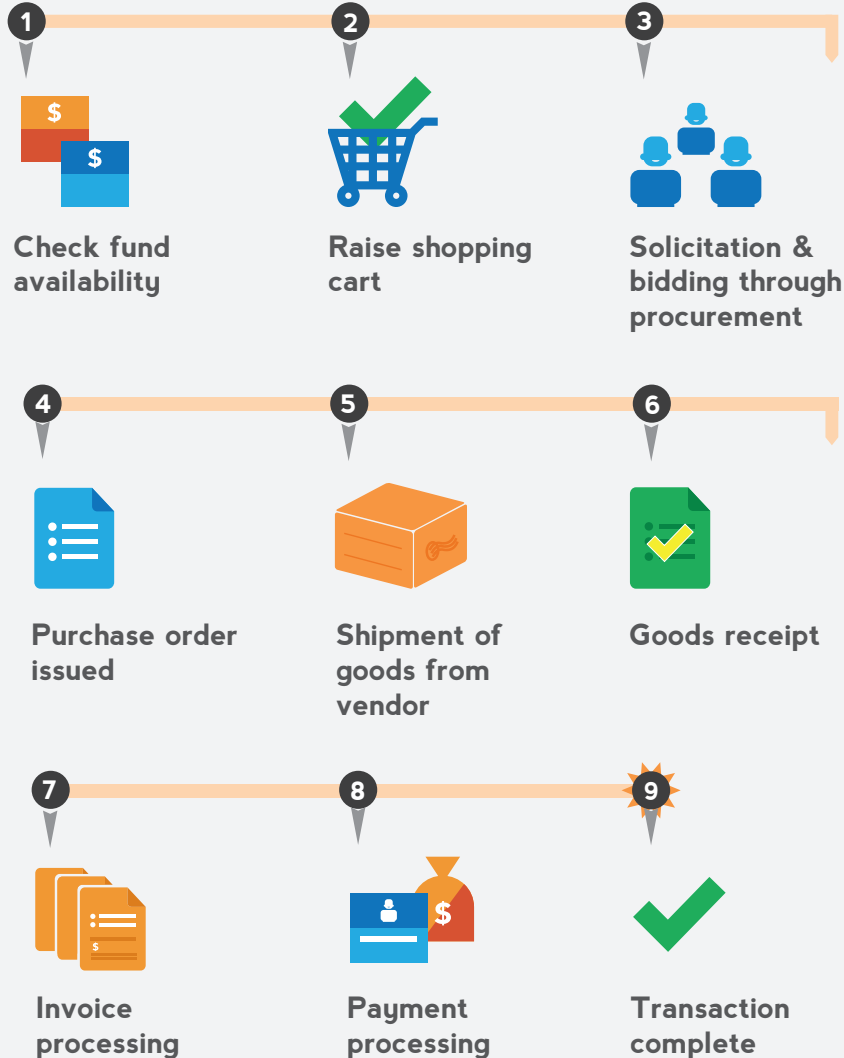 1
2
3
$
$
Check fund
availability
Raise shopping
cart
Solicitation &
bidding through
procurement
4
5
6
Purchase order
issued
Shipment of
goods from
vendor
Goods receipt
7
8
9
$
$
Invoice
processing
Payment
processing
Transaction
complete